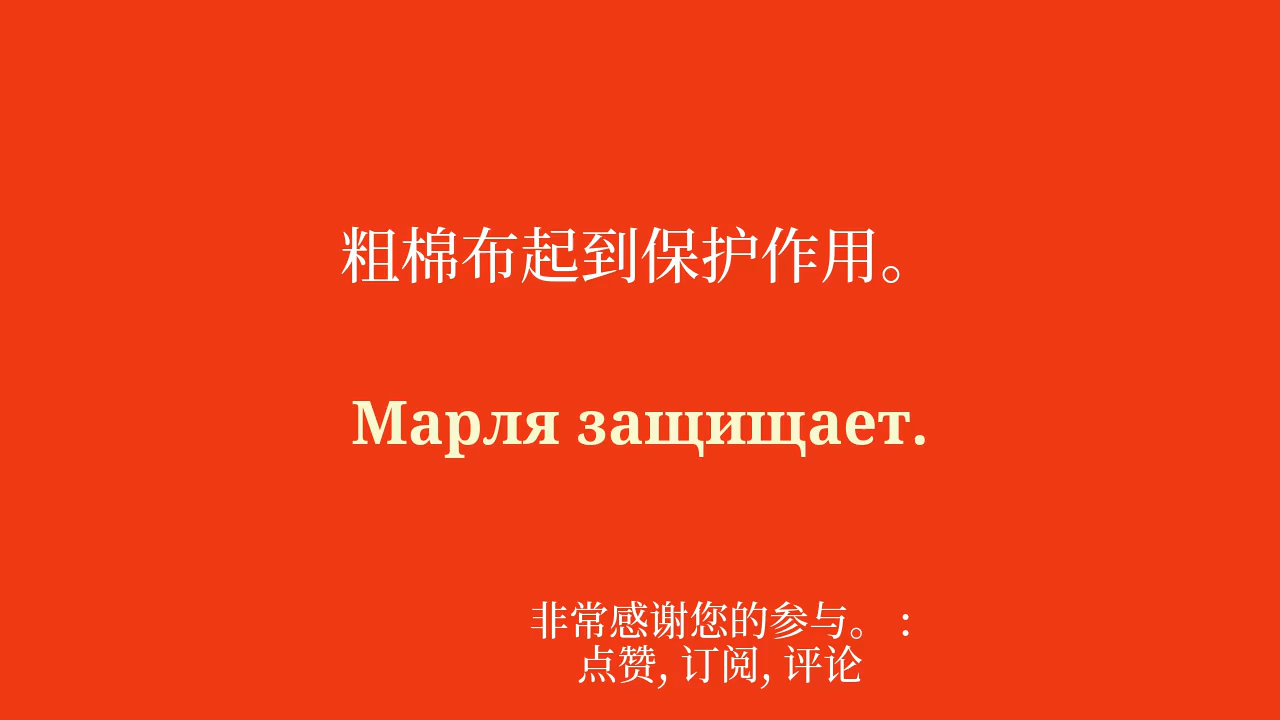 粗棉布起到保护作用。
Марля защищает.
非常感谢您的参与。 :
点赞, 订阅, 评论